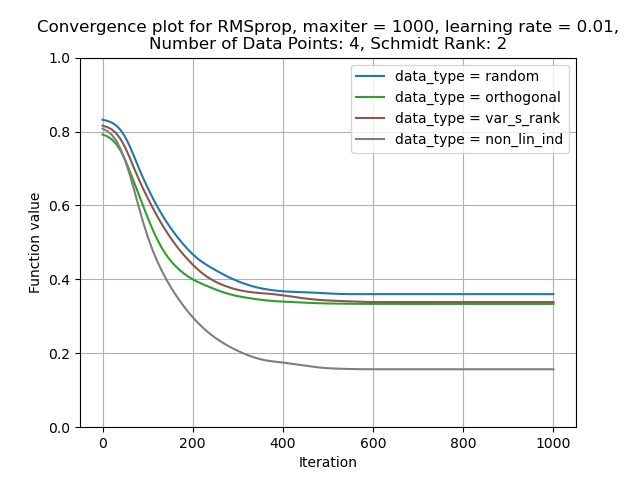 Convergence plot for RMSprop, maxiter = 1000, learning rate = 0.01,
Number of Data Points: 4, Schmidt Rank: 2
data_type = random
data_type = orthogonal
data_type = var_s_rank
data_type = non_lin_ind
Function value
1.0
0.8
0.6
0.4
0.2
0.0
0 200 400 600 800 1000
Iteration